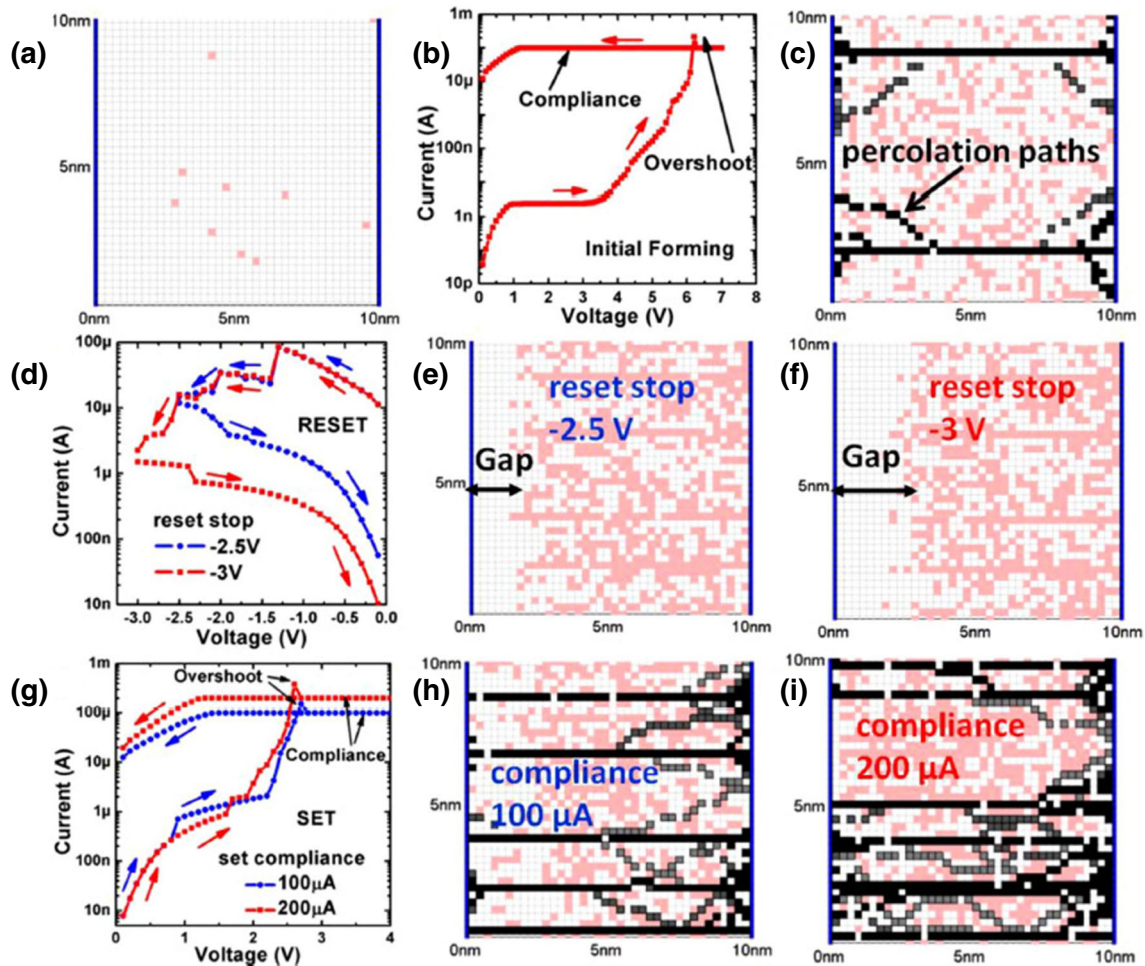 (a)
10nm
5nm
0nm
5nm
10nm
(b)
1m
10µ
100n
1n
10p
Current (A)
Compliance
Overshoot
Initial Forming
0 1 2 3 4 5 6 7 8
Voltage (V)
(c)
10nm
5nm
percolation paths
0nm
5nm
10nm
(d)
100µ
10µ
1µ
100n
10n
Current (A)
RESET
reset stop
-2.5V
-3V
-3.0 -2.5 -2.0 -1.5 -1.0 -0.5 0.0
Voltage (V)
(e)
10nm
reset stop
-2.5 V
Gap
5nm
0nm
5nm
10nm
(f)
10nm
reset stop
-3 V
Gap
5nm
0nm
5nm
10nm
(g)
1m
100µ
10µ
1µ
100n
10n
Current (A)
Overshoot
Compliance
SET
set compliance
100µA
200µA
0 1 2 3 4
Voltage (V)
(h)
10nm
compliance
100 µA
5nm
0nm
5nm
10nm
(i)
10nm
compliance
200 µA
5nm
0nm
5nm
10nm